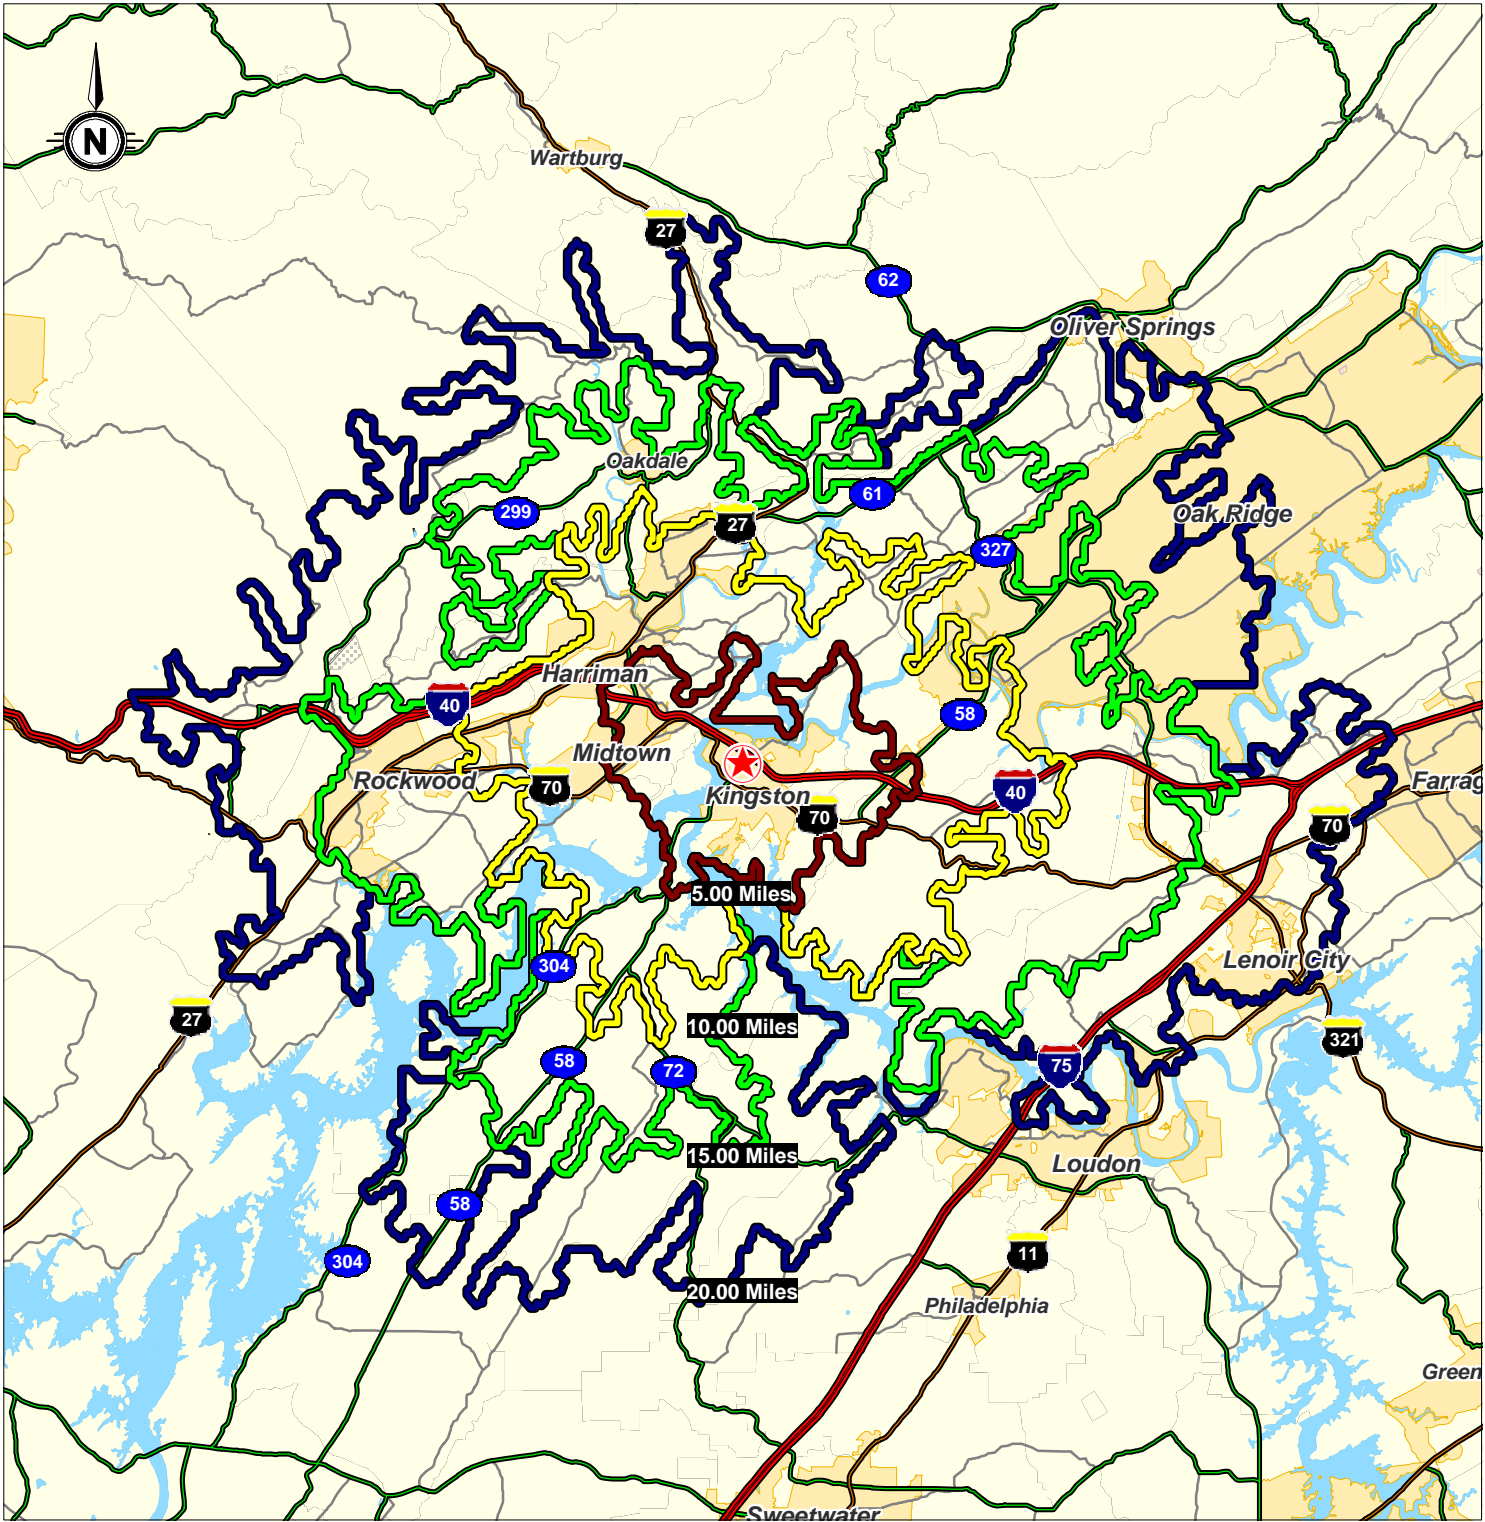 N
Wartburg
27
62
Oliver Springs
Oakdale
61
299
Oak Ridge
27
327
Harriman
40
58
Midtown
Rockwood
70
Kingston
70
40
Farrag
70
5.00 Miles
304
Lenoir City
27
10.00 Miles
321
58
72
75
15.00 Miles
Loudon
58
304
11
20.00 Miles
Philadelphia
Green
Sweetwater